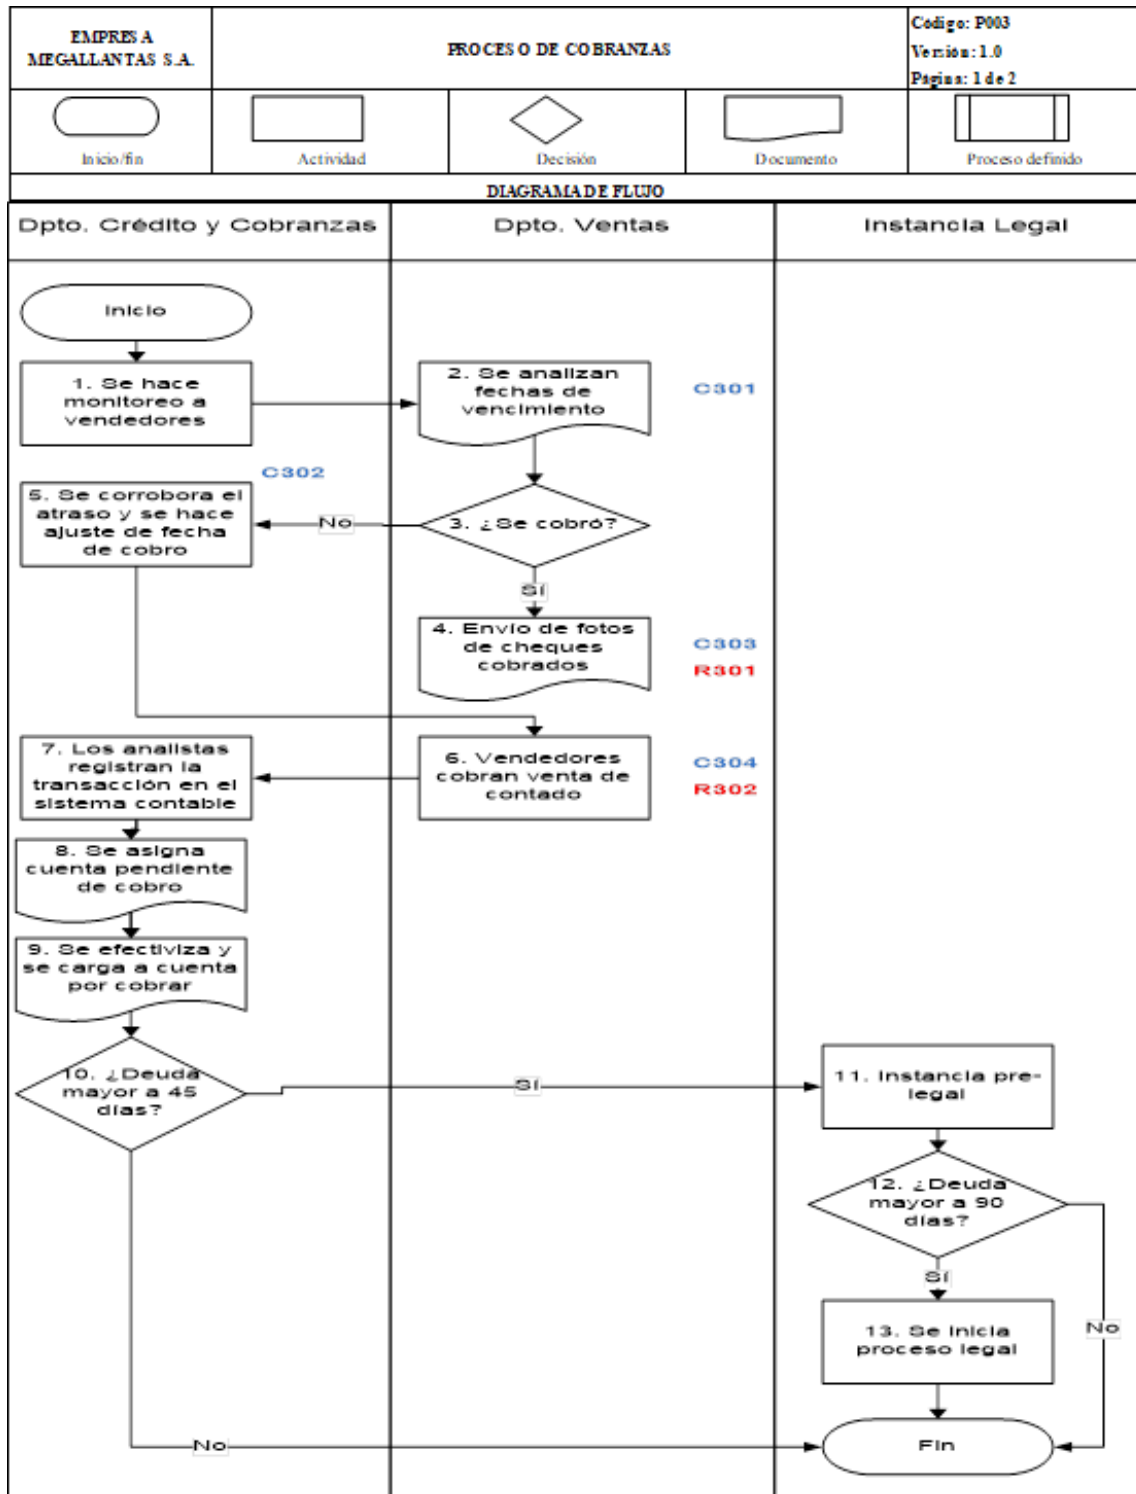 EMPRESA
MEGALLANTAS S.A.
PROCESO DE COBRANZAS
Código: P003
Versión: 1.0
Página: 1 de 2
Inicio/fin
Actividad
Decisión
Documento
Proceso definido
DIAGRAMA DE FLUJO
Dpto. Crédito y Cobranzas
Dpto. Ventas
Instancia Legal
Inicio
1. Se hace
monitoreo a
vendedores
2. Se analizan
fechas de
vencimiento
C301
C302
5. Se corrobora el
atraso y se hace
ajuste de fecha
de cobro
No
3. ¿Se cobró?
Sí
4. Envío de fotos
de cheques
cobrados
C303
R301
7. Los analistas
registran la
transacción en el
sistema contable
6. Vendedores
cobran venta de
contado
C304
R302
8. Se asigna
cuenta pendiente
de cobro
9. Se efectiviza y
se carga a cuenta
por cobrar
10. ¿Deuda
mayor a 45
días?
Sí
11. Instancia pre-
legal
12. ¿Deuda
mayor a 90
días?
Sí
No
13. Se inicia
proceso legal
No
Fin